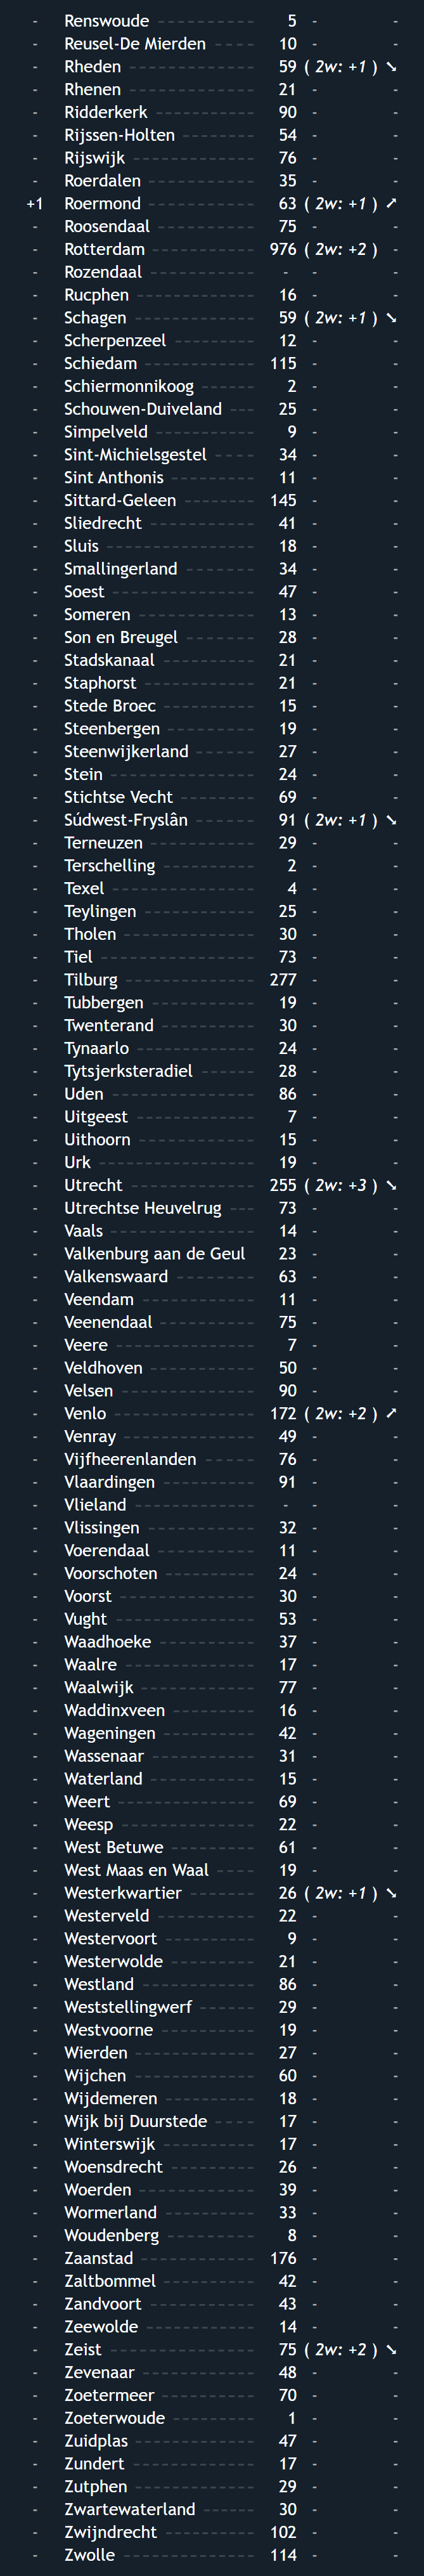 - Renswoude ----------- 5 - -
- Reusel-De Mierden ---- 10 - -
- Rheden -------------- 59 ( 2w: +1 ) ➘
- Rhenen -------------- 21 - -
- Ridderkerk ----------- 90 - -
- Rijssen-Holten -------- 54 - -
- Rijswijk ------------- 76 - -
- Roerdalen ----------- 35 - -
+1 Roermond ----------- 63 ( 2w: +1 ) ➚
- Roosendaal ---------- 75 - -
- Rotterdam ----------- 976 ( 2w: +2 ) -
- Rozendaal ----------- - - -
- Rucphen ------------ 16 - -
- Schagen ------------- 59 ( 2w: +1 ) ➘
- Scherpenzeel -------- 12 - -
- Schiedam ------------ 115 - -
- Schiermonnikoog ------ 2 - -
- Schouwen-Duiveland --- 25 - -
- Simpelveld ----------- 9 - -
- Sint-Michielsgestel ---- 34 - -
- Sint Anthonis --------- 11 - -
- Sittard-Geleen ------- 145 - -
- Sliedrecht ----------- 41 - -
- Sluis --------------- 18 - -
- Smallingerland ------- 34 - -
- Soest --------------- 47 - -
- Someren ------------ 13 - -
- Son en Breugel ------- 28 - -
- Stadskanaal ---------- 21 - -
- Staphorst ------------ 21 - -
- Stede Broec ---------- 15 - -
- Steenbergen --------- 19 - -
- Steenwijkerland ------ 27 - -
- Stein --------------- 24 - -
- Stichtse Vecht -------- 69 - -
- Súdwest-Fryslân ------ 91 ( 2w: +1 ) ➘
- Terneuzen ----------- 29 - -
- Terschelling ---------- 2 - -
- Texel --------------- 4 - -
- Teylingen ----------- 25 - -
- Tholen -------------- 30 - -
- Tiel ---------------- 73 - -
- Tilburg ------------- 277 - -
- Tubbergen ----------- 19 - -
- Twenterand ---------- 30 - -
- Tynaarlo ------------ 24 - -
- Tytsjerksteradiel ------ 28 - -
- Uden --------------- 86 - -
- Uitgeest ------------- 7 - -
- Uithoorn ------------ 15 - -
- Urk ---------------- 19 - -
- Utrecht ------------- 255 ( 2w: +3 ) ➘
- Utrechtse Heuvelrug --- 73 - -
- Vaals --------------- 14 - -
- Valkenburg aan de Geul 23 - -
- Valkenswaard -------- 63 - -
- Veendam ------------ 11 - -
- Veenendaal ---------- 75 - -
- Veere --------------- 7 - -
- Veldhoven ----------- 50 - -
- Velsen -------------- 90 - -
- Venlo --------------- 172 ( 2w: +2 ) ➚
- Venray -------------- 49 - -
- Vijfheerenlanden ----- 76 - -
- Vlaardingen ---------- 91 - -
- Vlieland ------------- - - -
- Vlissingen ----------- 32 - -
- Voerendaal ---------- 11 - -
- Voorschoten --------- 24 - -
- Voorst -------------- 30 - -
- Vught --------------- 53 - -
- Waadhoeke ---------- 37 - -
- Waalre -------------- 17 - -
- Waalwijk ------------ 77 - -
- Waddinxveen --------- 16 - -
- Wageningen ---------- 42 - -
- Wassenaar ----------- 31 - -
- Waterland ----------- 15 - -
- Weert -------------- 69 - -
- Weesp -------------- 22 - -
- West Betuwe --------- 61 - -
- West Maas en Waal ---- 19 - -
- Westerkwartier ------- 26 ( 2w: +1 ) ➘
- Westerveld ---------- 22 - -
- Westervoort --------- 9 - -
- Westerwolde --------- 21 - -
- Westland ------------ 86 - -
- Weststellingwerf ------ 29 - -
- Westvoorne ---------- 19 - -
- Wierden ------------- 27 - -
- Wijchen ------------- 60 - -
- Wijdemeren --------- 18 - -
- Wijk bij Duurstede ---- 17 - -
- Winterswijk ---------- 17 - -
- Woensdrecht --------- 26 - -
- Woerden ------------ 39 - -
- Wormerland --------- 33 - -
- Woudenberg --------- 8 - -
- Zaanstad ------------ 176 - -
- Zaltbommel ---------- 42 - -
- Zandvoort ----------- 43 - -
- Zeewolde ----------- 14 - -
- Zeist --------------- 75 ( 2w: +2 ) ➘
- Zevenaar ------------ 48 - -
- Zoetermeer ---------- 70 - -
- Zoeterwoude --------- 1 - -
- Zuidplas ------------- 47 - -
- Zundert ------------- 17 - -
- Zutphen ------------- 29 - -
- Zwartewaterland ------ 30 - -
- Zwijndrecht ---------- 102 - -
- Zwolle -------------- 114 - -